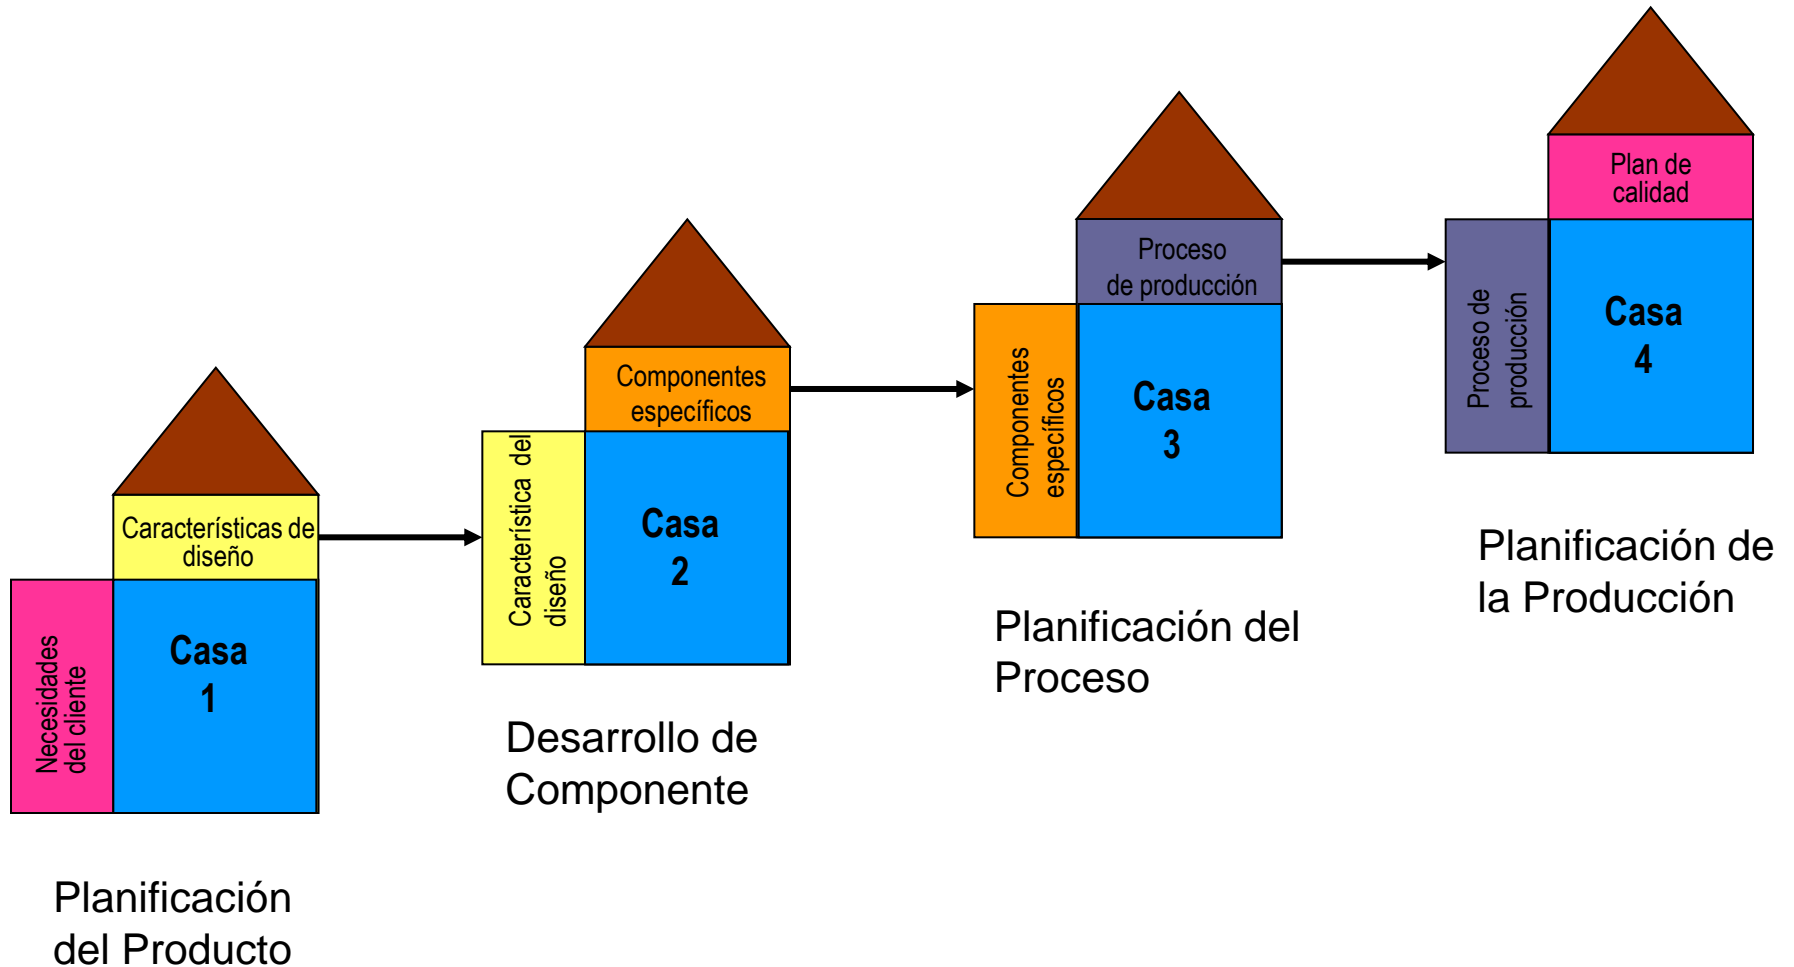 Necesidades
del cliente
Características de
diseño
Casa
1
Planificación
del Producto
Característica del
diseño
Componentes
específicos
Casa
2
Desarrollo de
Componente
Componentes
específicos
Proceso
de producción
Casa
3
Planificación del
Proceso
Proceso de
producción
Plan de
calidad
Casa
4
Planificación de
la Producción